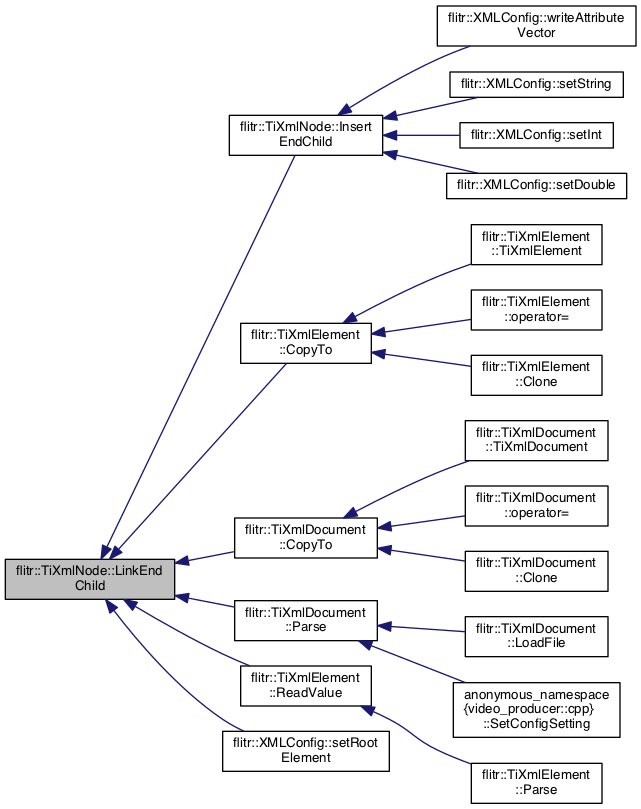 flitr::XMLConfig::writeAttribute
Vector
flitr::XMLConfig::setString
flitr::TiXmlNode::Insert
EndChild
flitr::XMLConfig::setInt
flitr::XMLConfig::setDouble
flitr::TiXmlElement
::TiXmlElement
flitr::TiXmlElement
::operator=
flitr::TiXmlElement
::CopyTo
flitr::TiXmlElement
::Clone
flitr::TiXmlDocument
::TiXmlDocument
flitr::TiXmlDocument
::operator=
flitr::TiXmlDocument
::CopyTo
flitr::TiXmlDocument
::Clone
flitr::TiXmlNode::LinkEnd
Child
flitr::TiXmlDocument
::Parse
flitr::TiXmlDocument
::LoadFile
flitr::TiXmlElement
::ReadValue
anonymous_namespace
{video_producer::cpp}
::SetConfigSetting
flitr::XMLConfig::setRoot
Element
flitr::TiXmlElement
::Parse